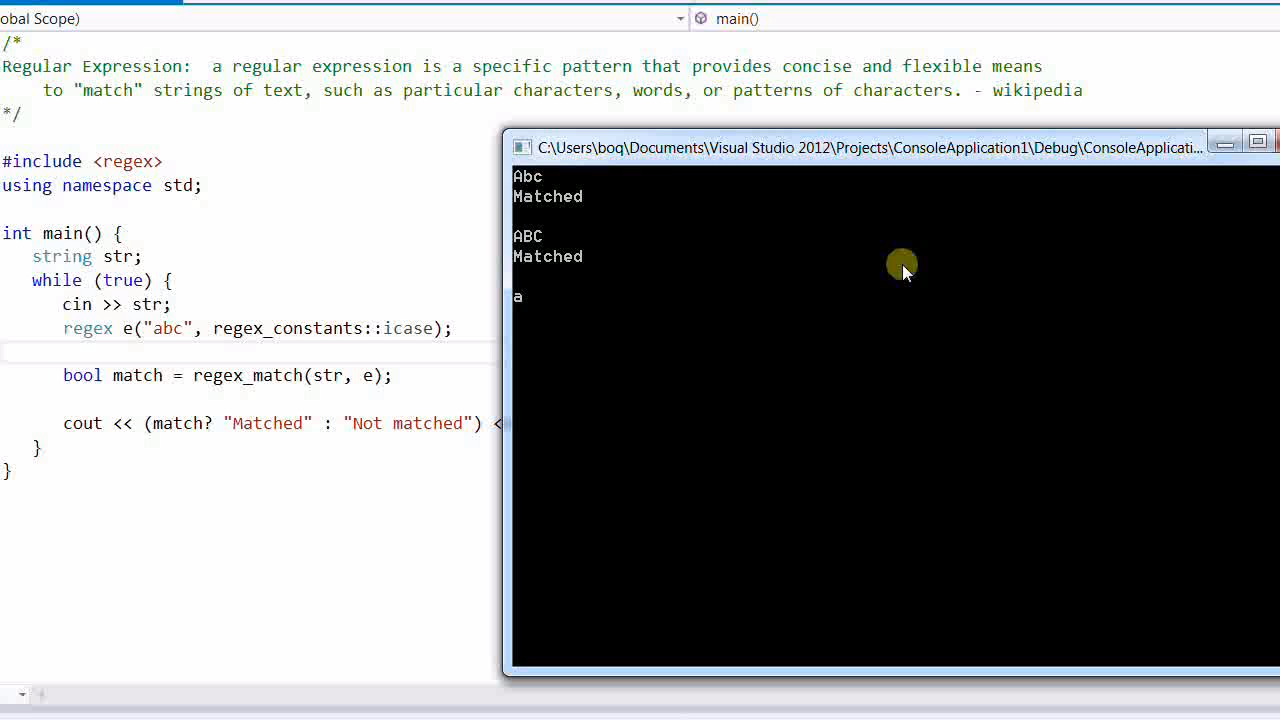 obal Scope)
main()
/*
Regular Expression:  a regular expression is a specific pattern that provides concise and flexible means
to "match" strings of text, such as particular characters, words, or patterns of characters. - wikipedia
*/
#include <regex>
using namespace std;
int main() {
string str;
while (true) {
cin >> str;
regex e("abc", regex_constants::icase);
bool match = regex_match(str, e);
cout << (match? "Matched" : "Not matched") <
}
}
C:\Users\boq\Documents\Visual Studio 2012\Projects\ConsoleApplication1\Debug\ConsoleApplicati...
Abc
Matched
ABC
Matched
a